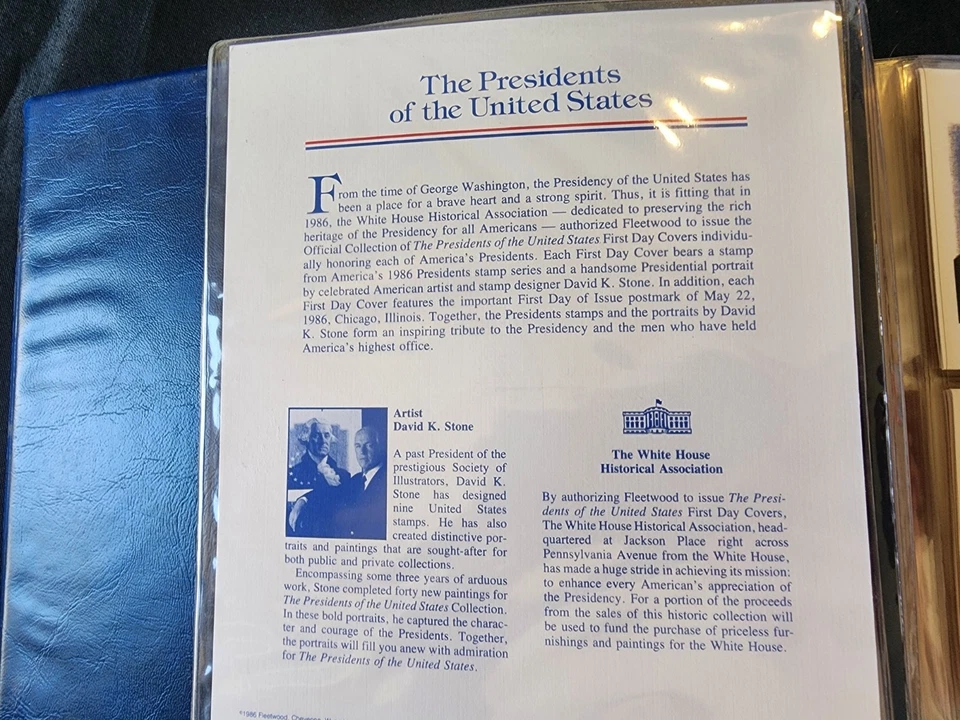 The Presidents
of the United States
From the time of George Washington, the Presidency of the United States has
been a place for a brave heart and a strong spirit. Thus, it is fitting that in
1986, the White House Historical Association — dedicated to preserving the rich
heritage of the Presidency for all Americans — authorized Fleetwood to issue the
Official Collection of The Presidents of the United States First Day Covers individu-
ally honoring each of America's Presidents. Each First Day Cover bears a stamp
from America's 1986 Presidents stamp series and a handsome Presidential portrait
by celebrated American artist and stamp designer David K. Stone. In addition, each
First Day Cover features the important First Day of Issue postmark of May 22,
1986, Chicago, Illinois. Together, the Presidents stamps and the portraits by David
K. Stone form an inspiring tribute to the Presidency and the men who have held
America's highest office.
Artist
David K. Stone
A past President of the
prestigious Society of
Illustrators, David K.
Stone has designed
nine United States
stamps. He has also
created distinctive por-
traits and paintings that are sought-after for
both public and private collections.
Encompassing some three years of arduous
work, Stone completed forty new paintings for
The Presidents of the United States Collection.
In these bold portraits, he captured the charac-
ter and courage of the Presidents. Together,
the portraits will fill you anew with admiration
for The Presidents of the United States.
The White House
Historical Association
By authorizing Fleetwood to issue The Presi-
dents of the United States First Day Covers,
The White House Historical Association, head-
quartered at Jackson Place right across
Pennsylvania Avenue from the White House,
has made a huge stride in achieving its mission:
to enhance every American's appreciation of
the Presidency. For a portion of the proceeds
from the sales of this historic collection will
be used to fund the purchase of priceless fur-
nishings and paintings for the White House.
©1986 Fleetwood,